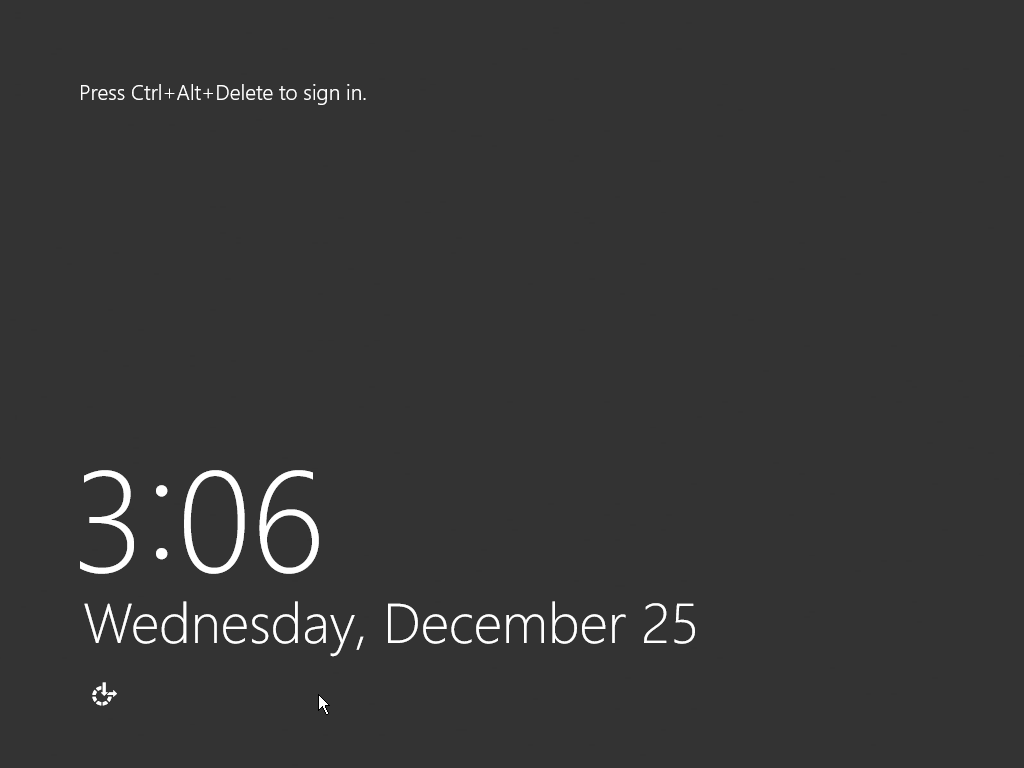 Press Ctrl+Alt+Delete to sign in.
3:06
Wednesday, December 25